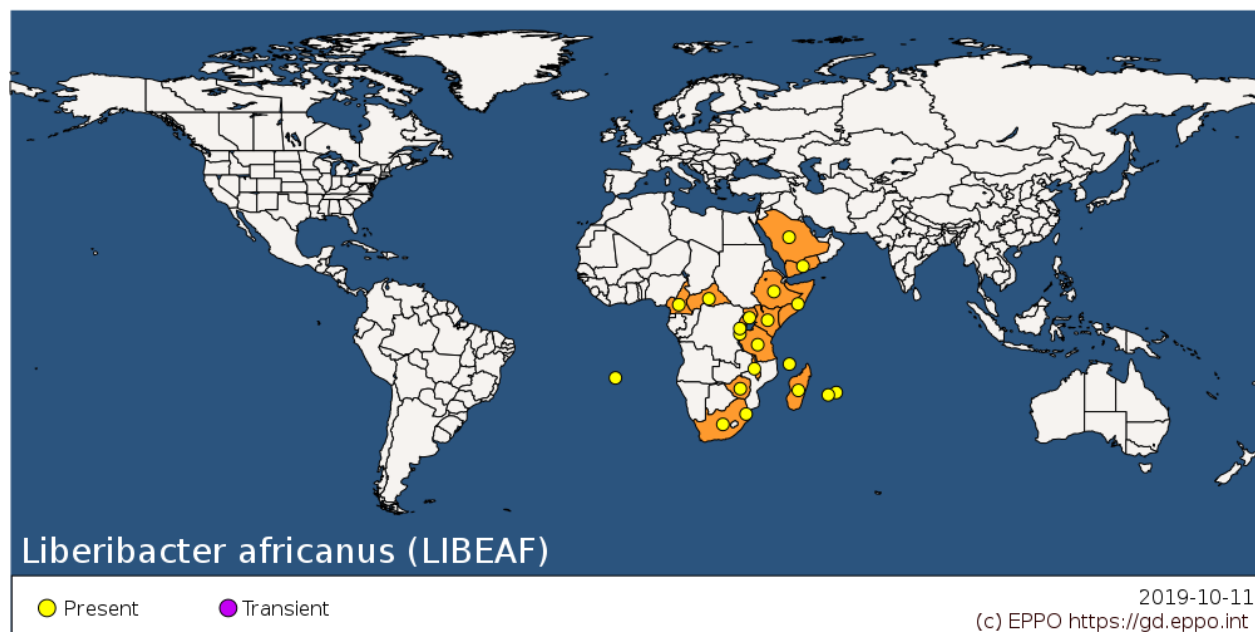 Liberibacter africanus (LIBEAF)
Present
Transient
2019-10-11
(c) EPPO https://gd.eppo.int